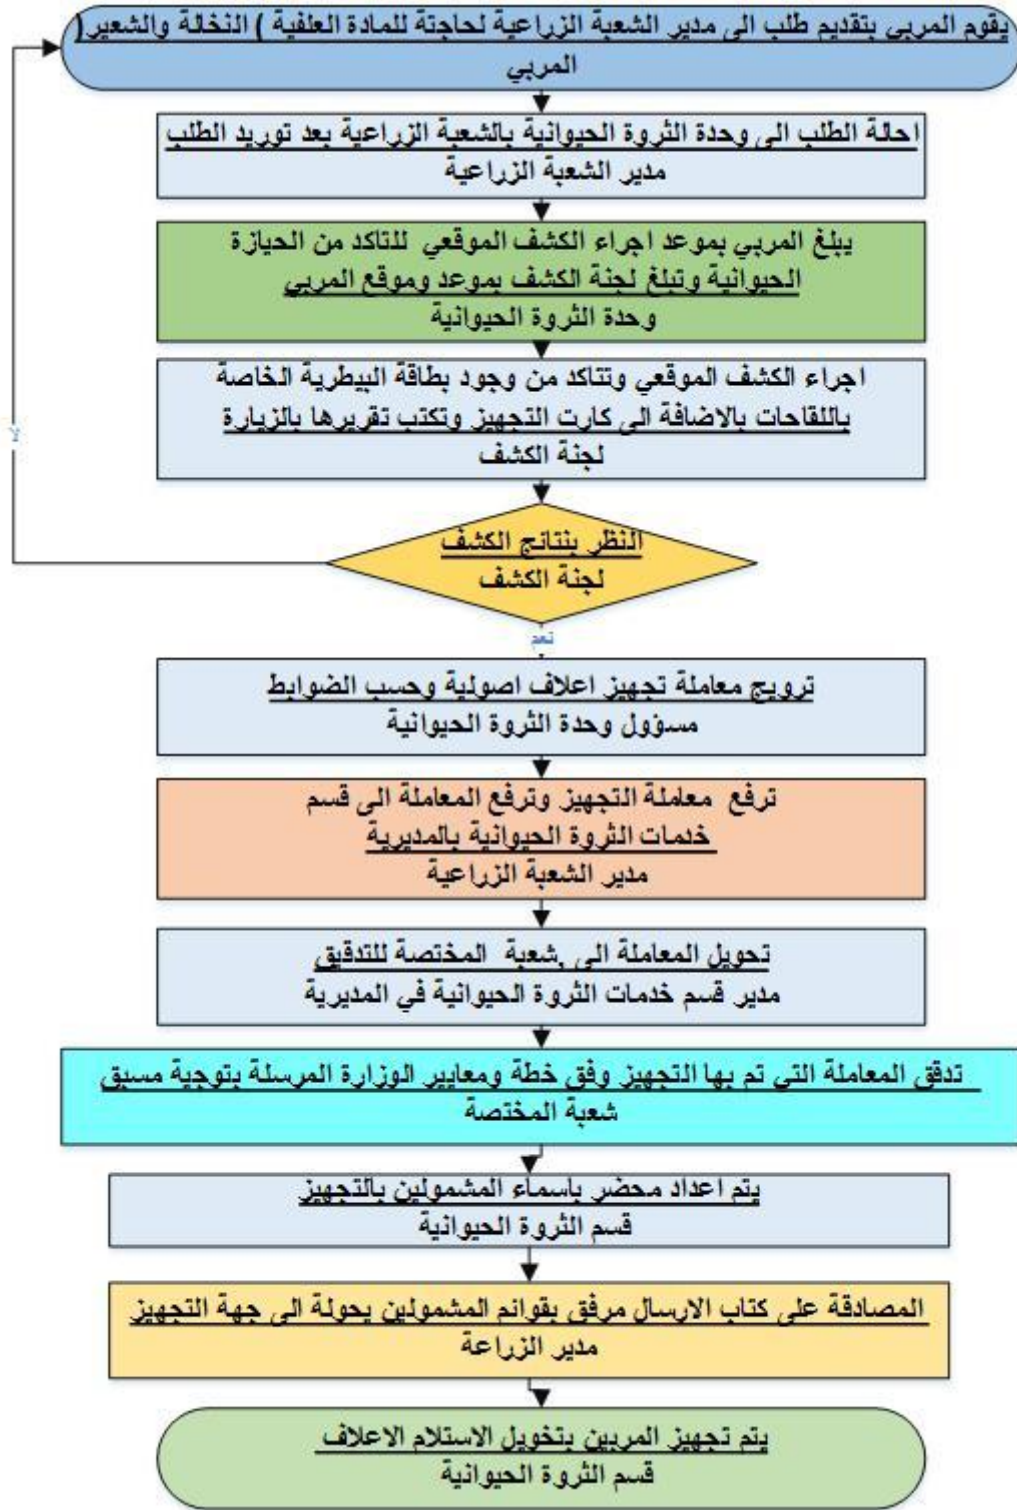 يقوم المربي بتقديم طلب الى مدير الشعبة الزراعية لحاجتة للمادة العلفية ) النخالة والشعير(
المربي
احالة الطلب الى وحدة الثروة الحيوانية بالشعبة الزراعية بعد توريد الطلب
مدير الشعبة الزراعية
يبلغ المربي بموعد اجراء الكشف الموقعي للتاكد من الحيازة
الحيوانية وتبلغ لجنة الكشف بموعد وموقع المربي
وحدة الثروة الحيوانية
اجراء الكشف الموقعي وتتاكد من وجود بطاقة البيطرية الخاصة
باللقاحات بالاضافة الى كارت التجهيز وتكتب تقريرها بالزيارة
لجنة الكشف
النظر بنتائج الكشف
لجنة الكشف
نعم
ترويج معاملة تجهيز اعلاف اصولية وحسب الضوابط
مسؤول وحدة الثروة الحيوانية
ترفع معاملة التجهيز وترفع المعاملة الى قسم
خدمات الثروة الحيوانية بالمديرية
مدير الشعبة الزراعية
تحويل المعاملة الى ,شعبة المختصة للتدقيق
مدير قسم خدمات الثروة الحيوانية في المديرية
تدقق المعاملة التي تم بها التجهيز وفق خطة ومعايير الوزارة المرسلة بتوجية مسبق
شعبة المختصة
يتم اعداد محضر باسماء المشمولين بالتجهيز
قسم الثروة الحيوانية
المصادقة على كتاب الارسال مرفق بقوائم المشمولين يحولة الى جهة التجهيز
مدير الزراعة
يتم تجهيز المربين بتخويل الاستلام الاعلاف
قسم الثروة الحيوانية